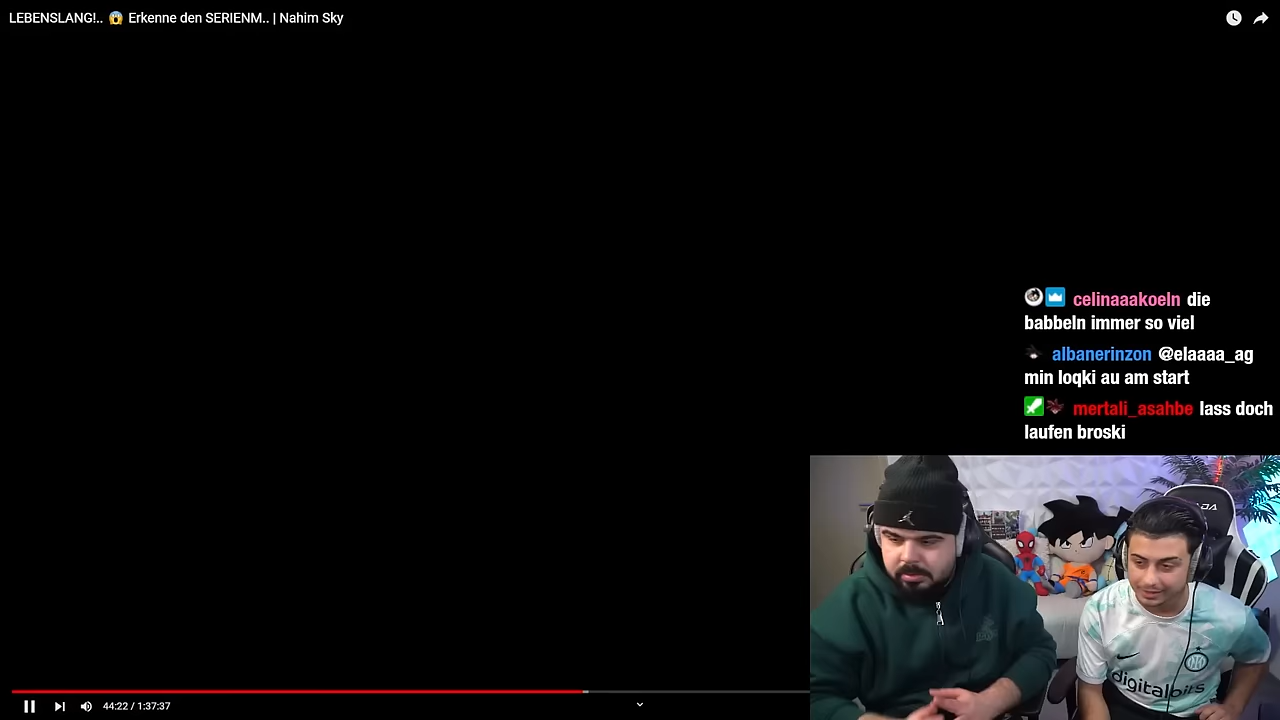 LEBENSLANG!.. 😱 Erkenne den SERIENM.. | Nahim Sky
celinaaakoeln die
babbeln immer so viel
albanerinzon @elaaaa_ag
min loqki au am start
mertali_asahbe lass doch
laufen broski
digitalbits
44:22 / 1:37:37